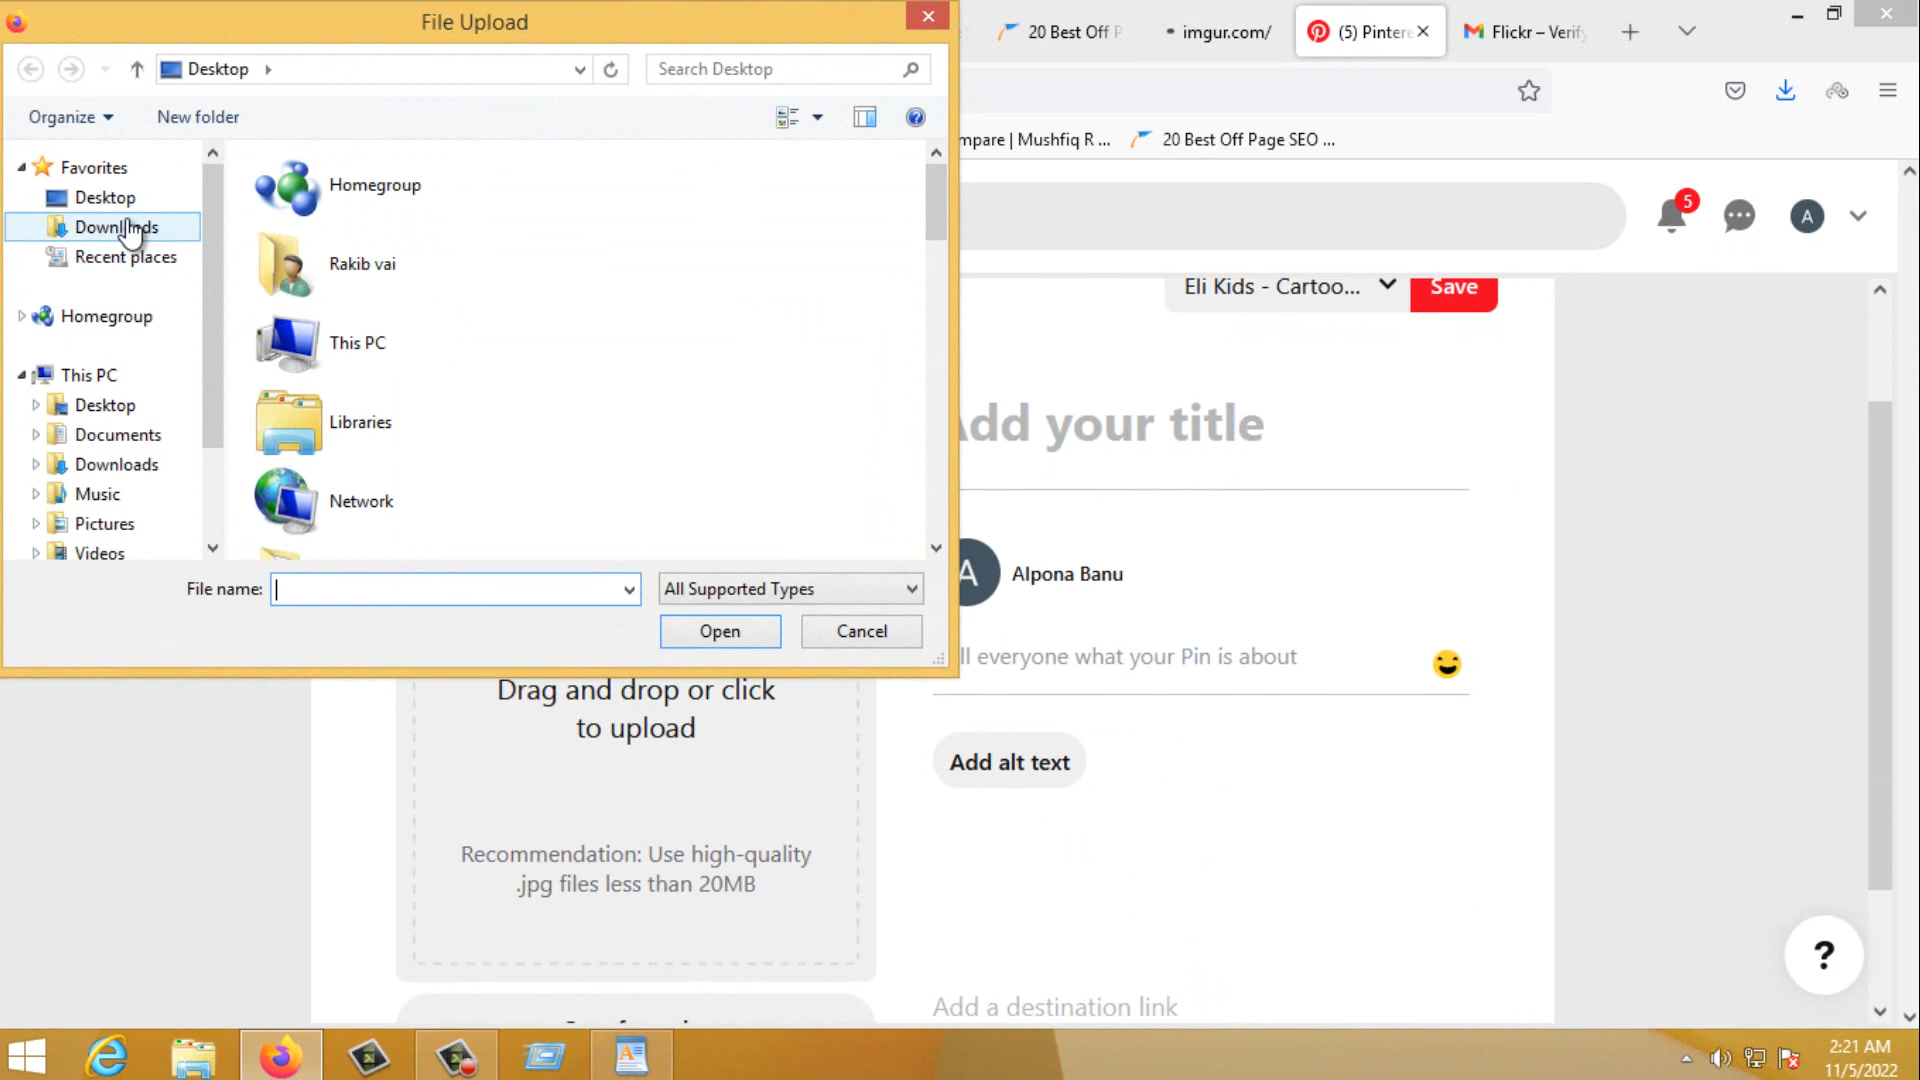 File Upload
20 Best Off P
imgur.com/
(5) Pintere
Flickr – Verify
Desktop
Search Desktop
Organize
New folder
mpare | Mushfiq R ...
20 Best Off Page SEO ...
Favorites
Desktop
Downloads
Recent places
Homegroup
This PC
Desktop
Documents
Downloads
Music
Pictures
Videos
Homegroup
Rakib vai
This PC
Libraries
Network
File name:
All Supported Types
Open
Cancel
5
A
Eli Kids - Cartoo...
Save
Add your title
A
Alpona Banu
ll everyone what your Pin is about
Drag and drop or click
to upload
Add alt text
Recommendation: Use high-quality
.jpg files less than 20MB
Add a destination link
?
2:21 AM
11/5/2022